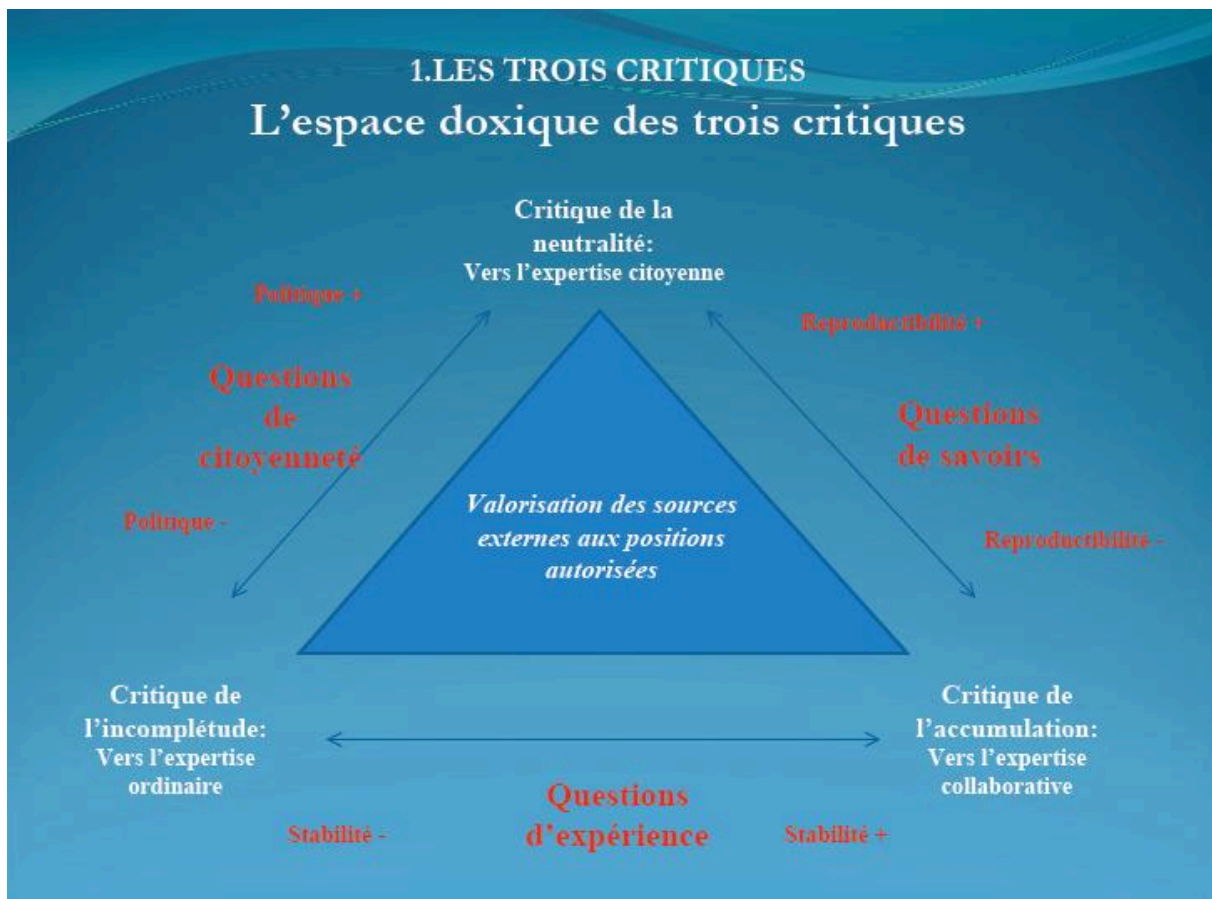 1.LES TROIS CRITIQUES
L'espace doxique des trois critiques
Critique de la
neutralité:
Vers l'expertise citoyenne
Politique +
Reproductibilité +
Questions
de
citoyenneté
Questions
de savoirs
Politique -
Reproductibilité -
Valorisation des sources
externes aux positions
autorisées
Critique de
l'incomplétude:
Vers l'expertise
ordinaire
Critique de
l'accumulation:
Vers l'expertise
collaborative
Questions
d'expérience
Stabilité -
Stabilité +